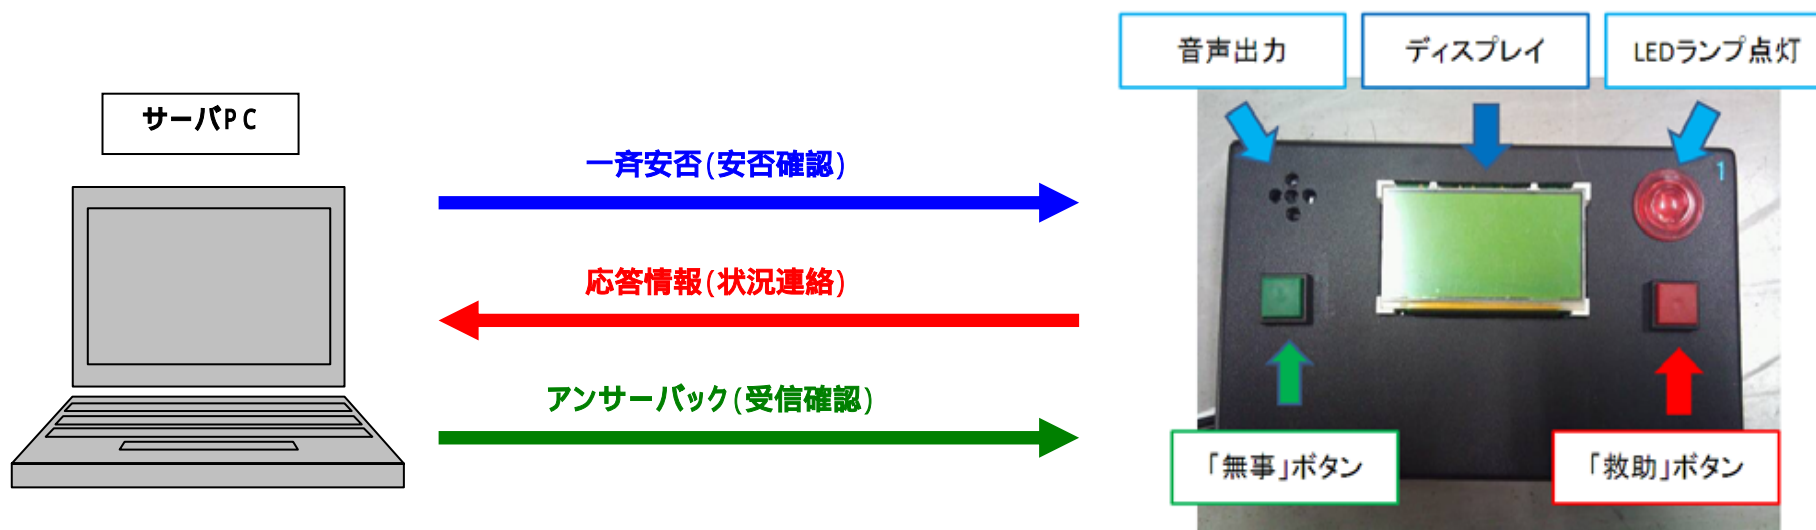 音声出力
ディスプレイ
LEDランプ点灯
サーバPC
一斉安否(安否確認)
1
応答情報(状況連絡)
アンサーバック(受信確認)
「無事」ボタン
「救助」ボタン